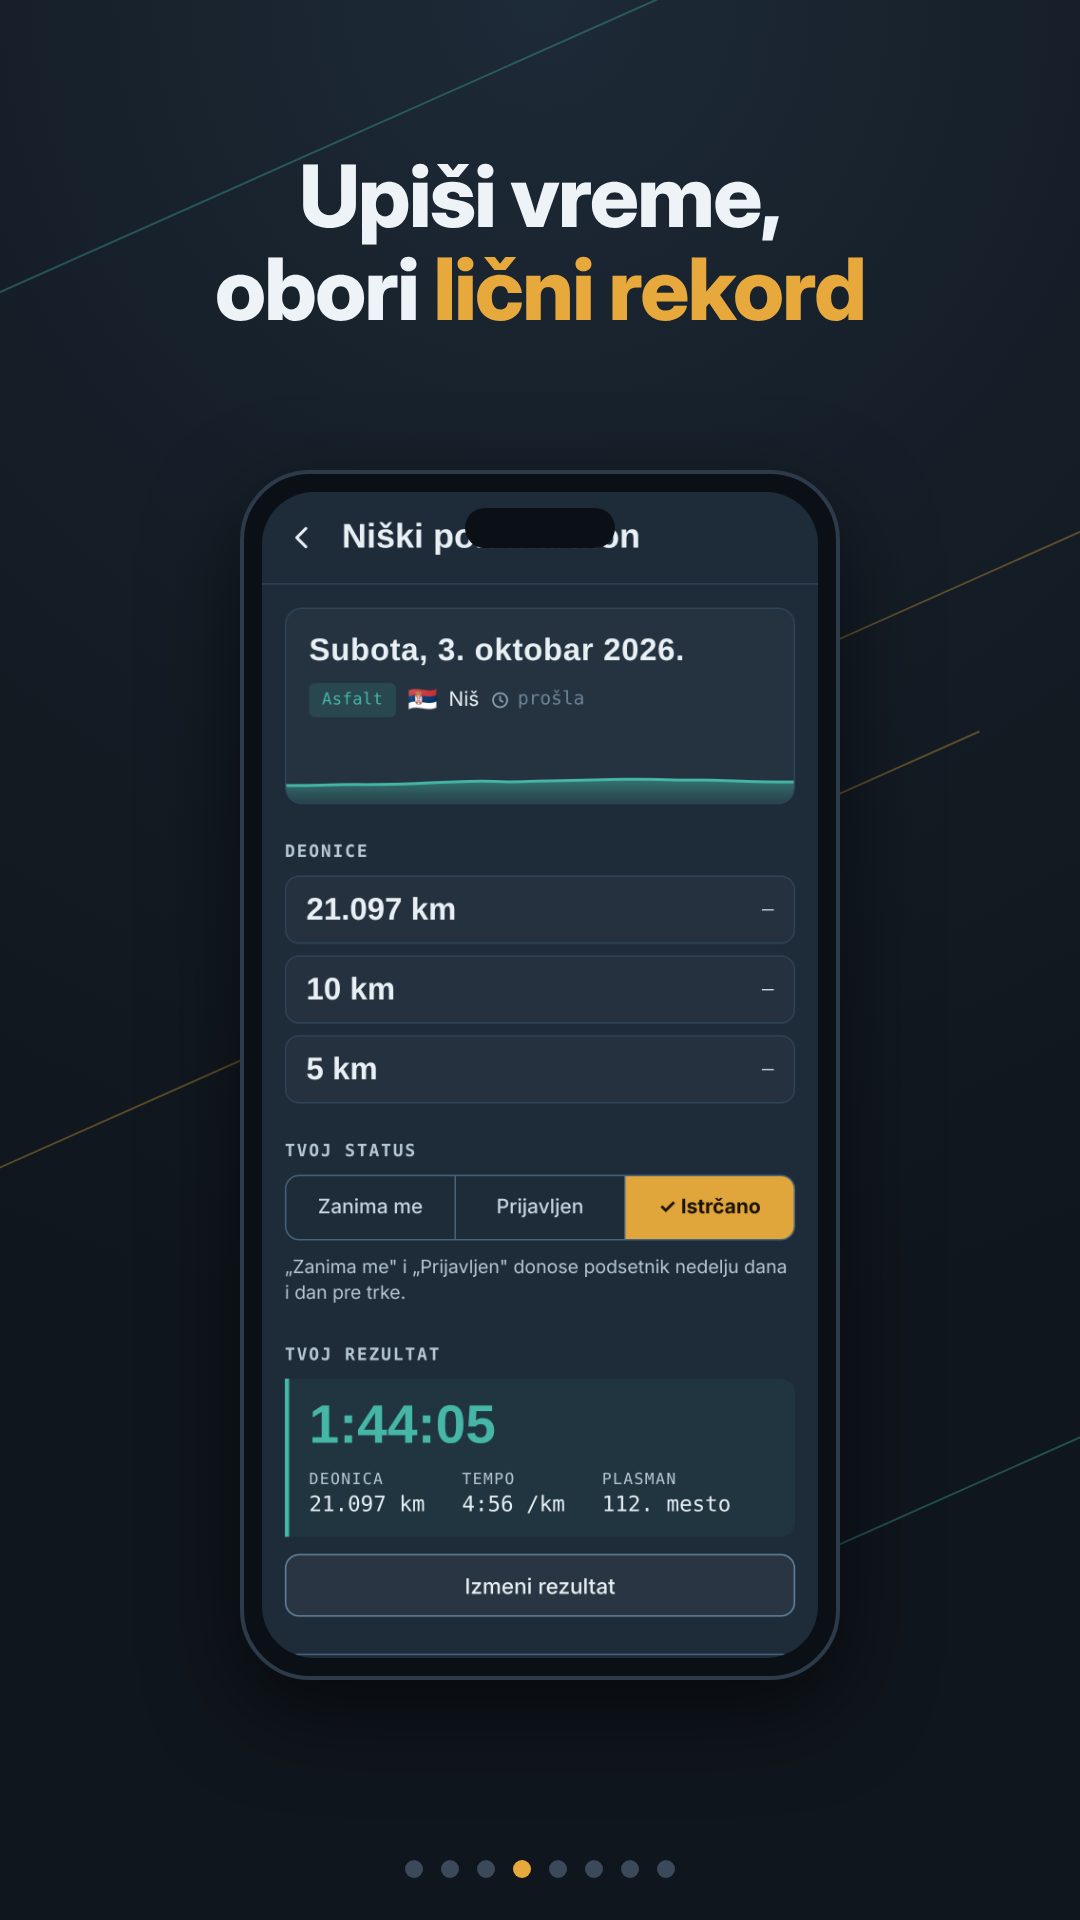 Upiši vreme,
obori lični rekord
Niški
Subota, 3. oktobar 2026.
Asfalt Niš prošla
DEONICE
21.097 km –
10 km –
5 km –
TVOJ STATUS
Zanima me Prijavljen ✓ Istrčano
„Zanima me" i „Prijavljen" donose podsetnik nedelju dana
i dan pre trke.
TVOJ REZULTAT
1:44:05
DEONICA TEMPO PLASMAN
21.097 km 4:56 /km 112. mesto
Izmeni rezultat